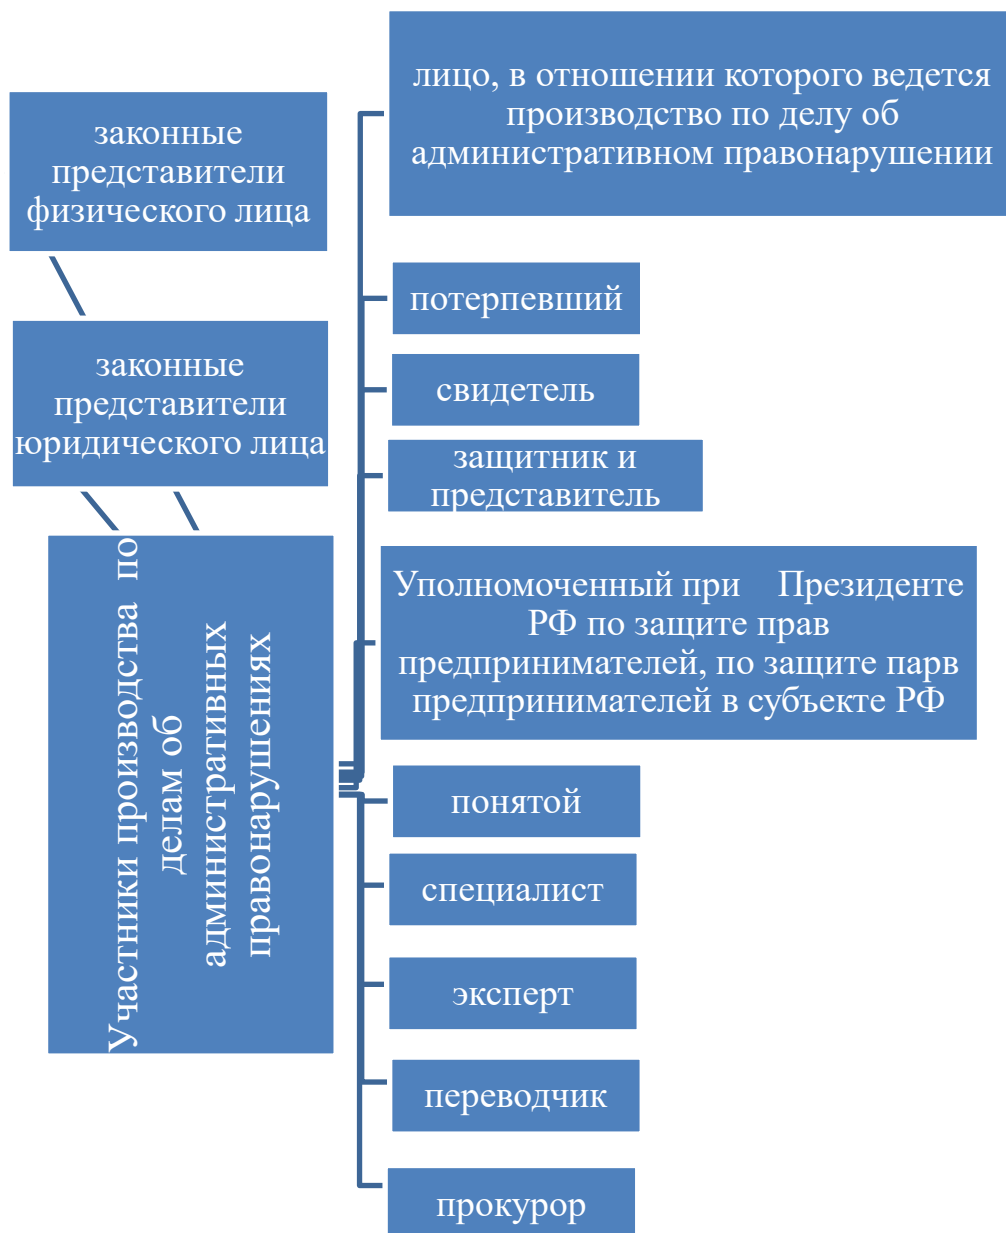 законные
представители
физического лица
законные
представители
юридического лица
Участники производства по
делам об
административных
правонарушениях
лицо, в отношении которого ведется
производство по делу об
административном правонарушении
потерпевший
свидетель
защитник и
представитель
Уполномоченный при Президенте
РФ по защите прав
предпринимателей, по защите парв
предпринимателей в субъекте РФ
понятой
специалист
эксперт
переводчик
прокурор